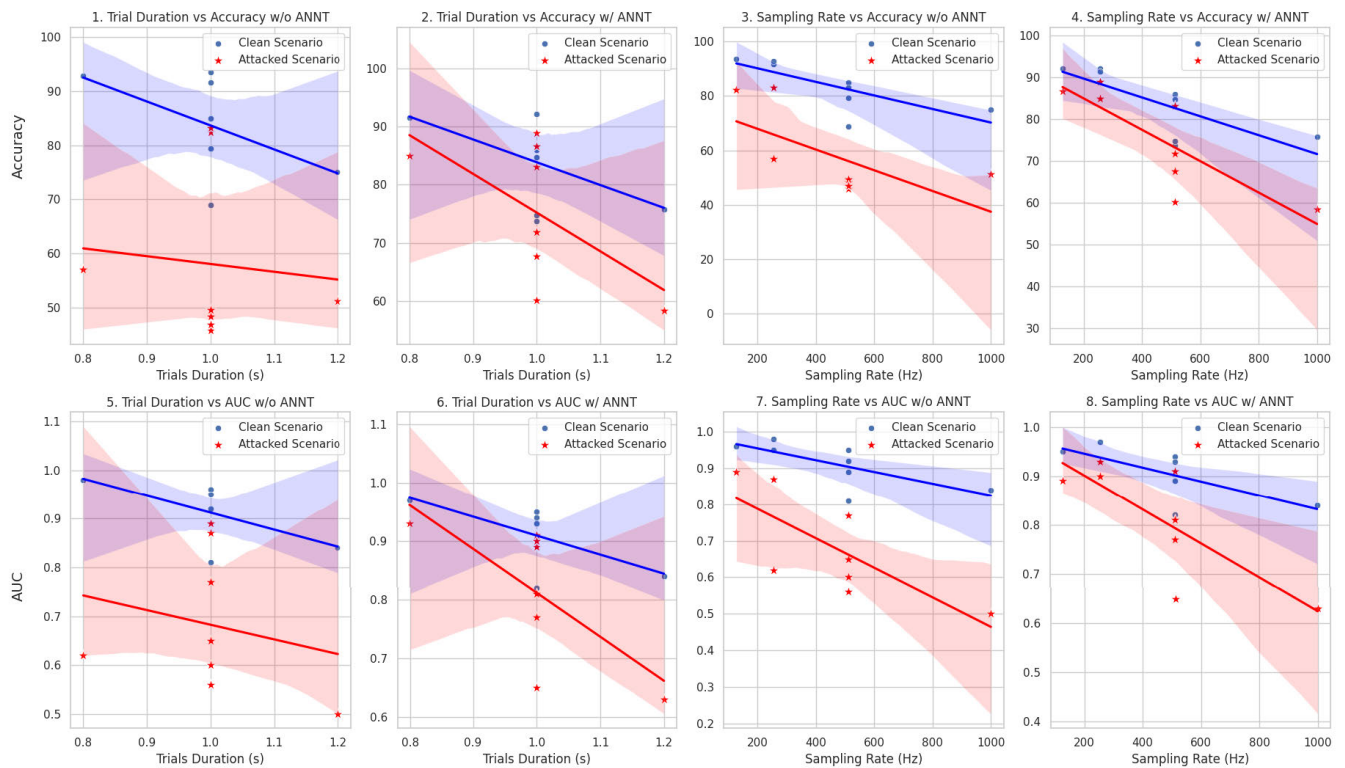 1. Trial Duration vs Accuracy w/o ANNT
Clean Scenario
Attacked Scenario
100
90
80
70
60
50
Accuracy
0.8 0.9 1.0 1.1 1.2
Trials Duration (s)
2. Trial Duration vs Accuracy w/ ANNT
Clean Scenario
Attacked Scenario
100
90
80
70
60
0.8 0.9 1.0 1.1 1.2
Trials Duration (s)
3. Sampling Rate vs Accuracy w/o ANNT
Clean Scenario
Attacked Scenario
100
80
60
40
20
0
200 400 600 800 1000
Sampling Rate (Hz)
4. Sampling Rate vs Accuracy w/ ANNT
Clean Scenario
Attacked Scenario
100
90
80
70
60
50
40
30
200 400 600 800 1000
Sampling Rate (Hz)
5. Trial Duration vs AUC w/o ANNT
Clean Scenario
Attacked Scenario
1.1
1.0
0.9
0.8
0.7
0.6
0.5
AUC
0.8 0.9 1.0 1.1 1.2
Trials Duration (s)
6. Trial Duration vs AUC w/ ANNT
Clean Scenario
Attacked Scenario
1.1
1.0
0.9
0.8
0.7
0.6
0.8 0.9 1.0 1.1 1.2
Trials Duration (s)
7. Sampling Rate vs AUC w/o ANNT
Clean Scenario
Attacked Scenario
1.0
0.9
0.8
0.7
0.6
0.5
0.4
0.3
0.2
200 400 600 800 1000
Sampling Rate (Hz)
8. Sampling Rate vs AUC w/ ANNT
Clean Scenario
Attacked Scenario
1.0
0.9
0.8
0.7
0.6
0.5
0.4
200 400 600 800 1000
Sampling Rate (Hz)